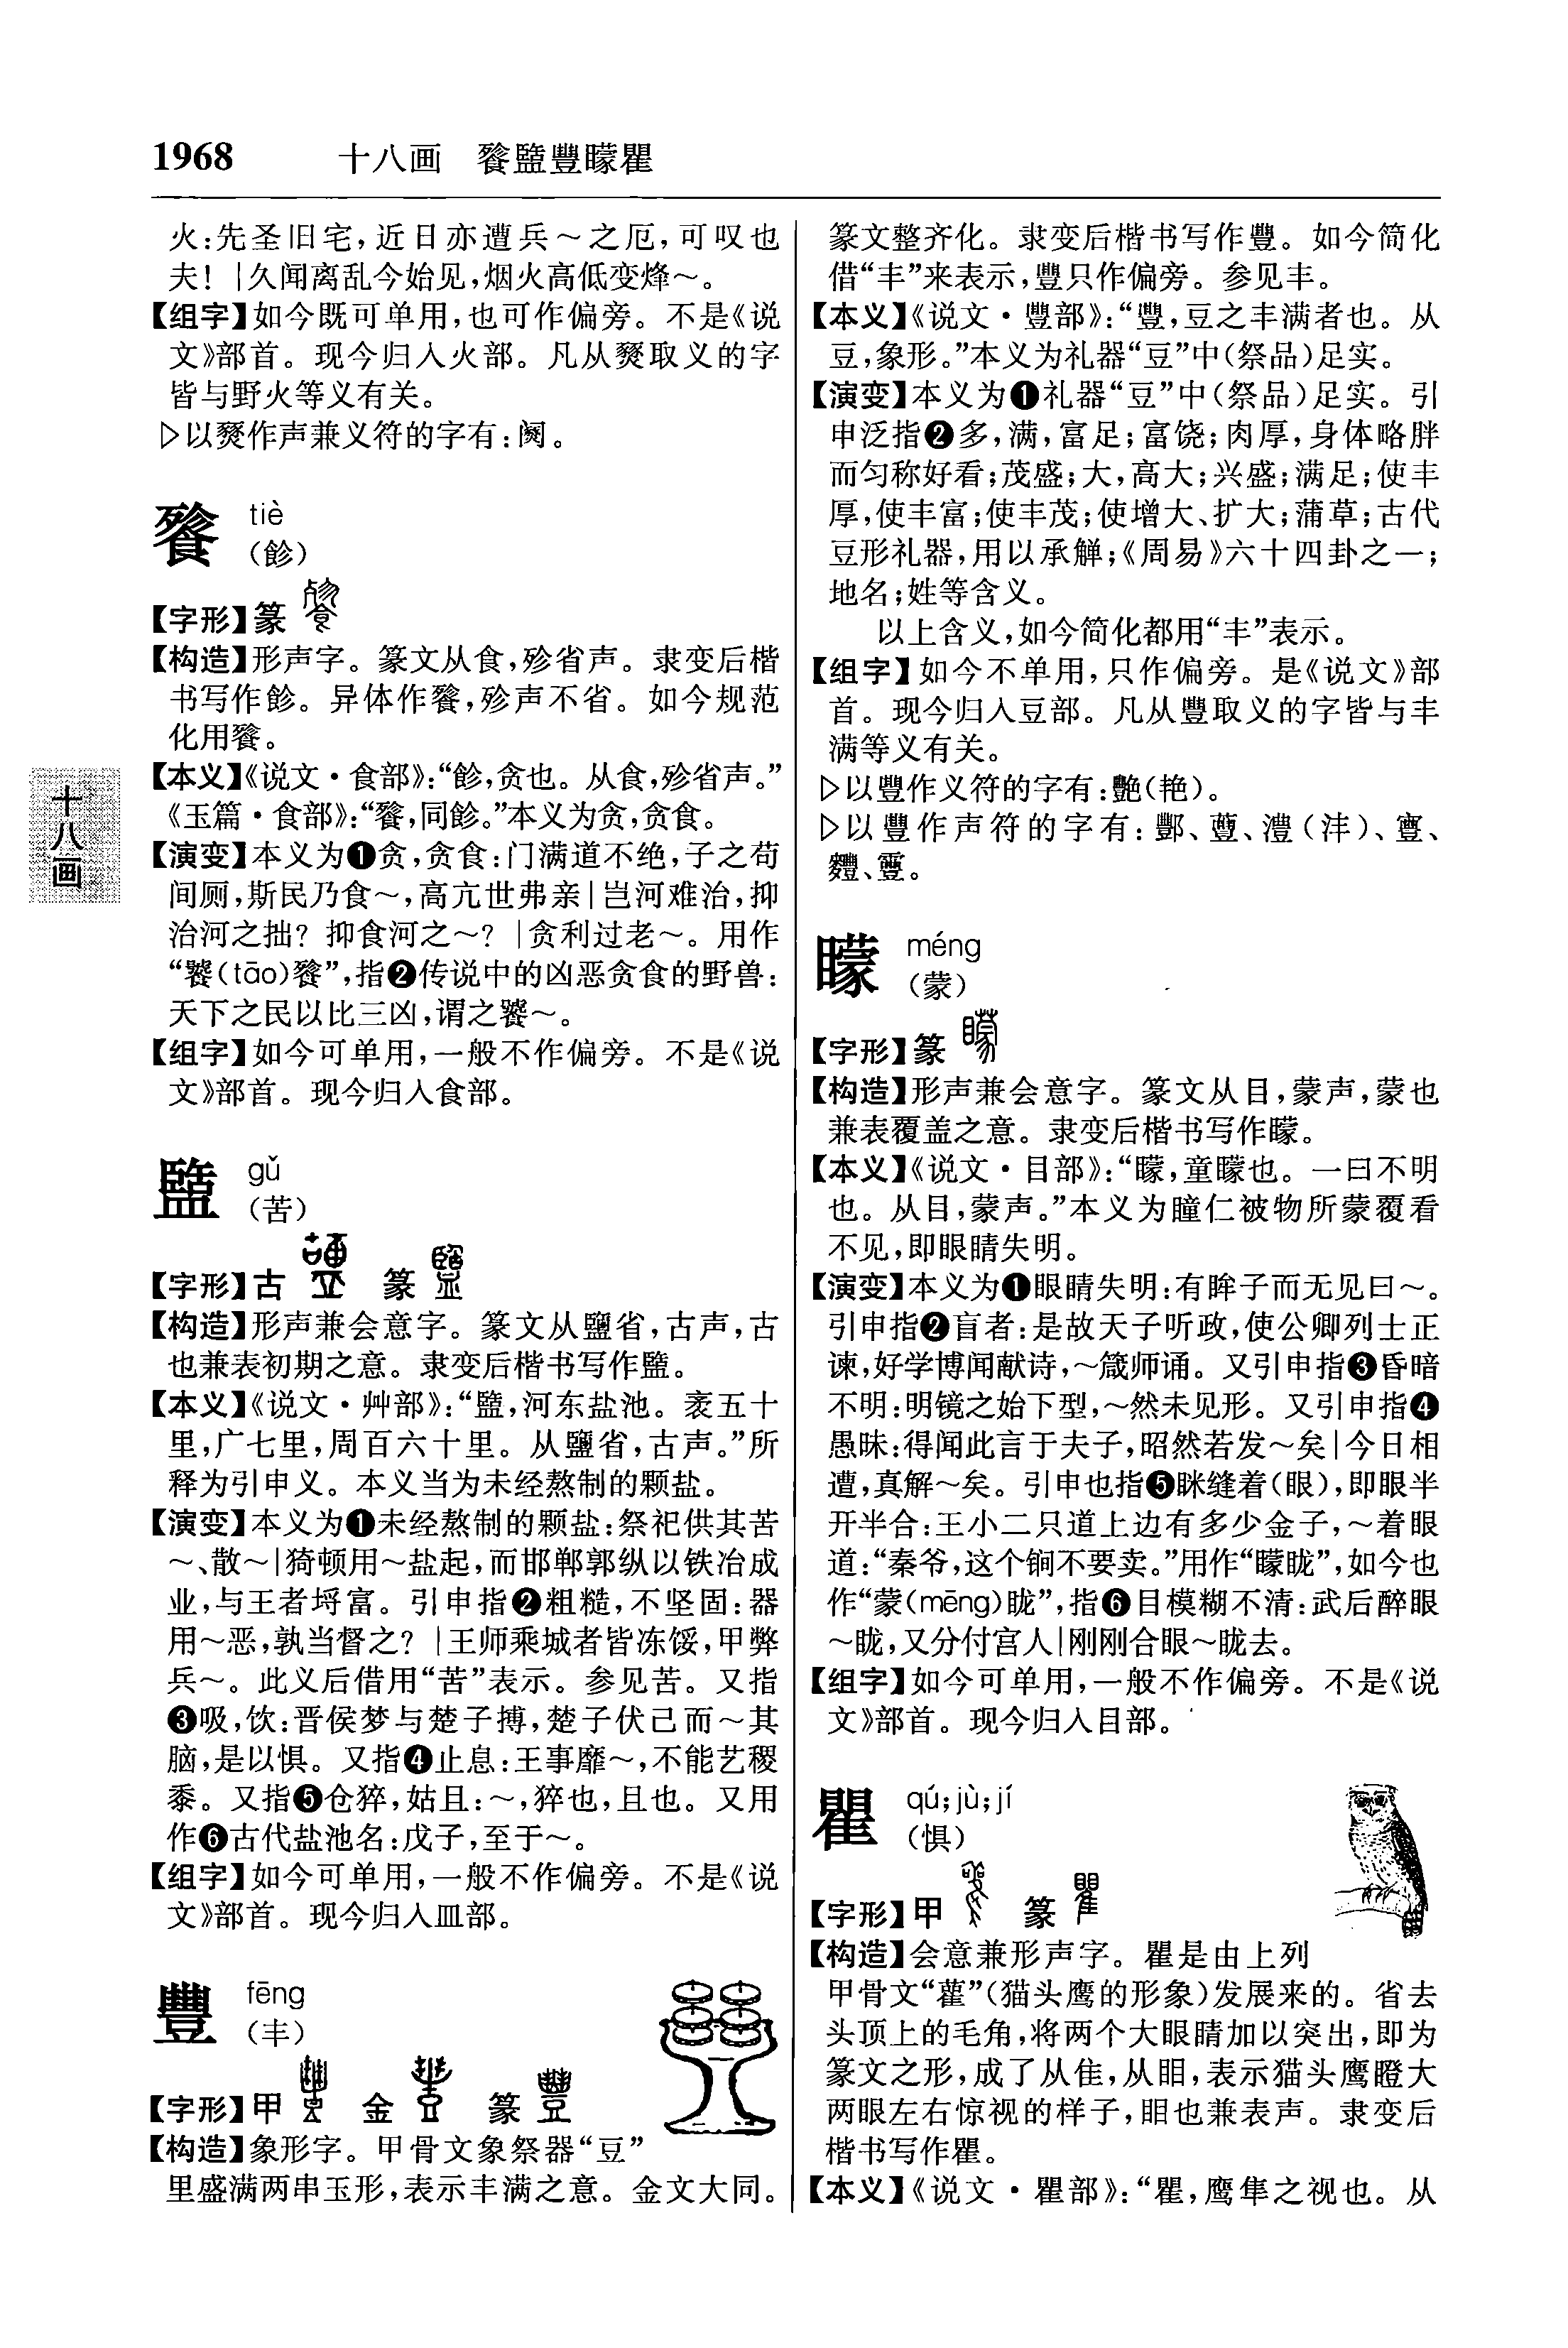 1968 十八画 餮盬豐矇瞿
火:先圣旧宅,近日亦遭兵～之厄,可叹也
夫!|久闻离乱今始见,烟火高低变烽～。
【组字】如今既可单用,也可作偏旁。不是《说
文》部首。现今归入火部。凡从燹取义的字
皆与野火等义有关。
▷以燹作声兼义符的字有:阌。
餮 tiè
(飻)
【字形】篆
【构造】形声字。篆文从食,殄省声。隶变后楷
书写作飻。异体作餮,殄声不省。如今规范
化用餮。
【本义】《说文·食部》:“飻,贪也。从食,殄省声。”
《玉篇·食部》:“餮,同飻。”本义为贪,贪食。
【演变】本义为❶贪,贪食:门满道不绝,子之苟
间厕,斯民乃食～,高亢世弗亲|岂河难治,抑
治河之拙?抑食河之～?|贪利过老～。用作
“饕(tāo)餮”,指❷传说中的凶恶贪食的野兽:
天下之民以比三凶,谓之饕～。
【组字】如今可单用,一般不作偏旁。不是《说
文》部首。现今归入食部。
盬 gǔ
(苦)
【字形】古 篆
【构造】形声兼会意字。篆文从鹽省,古声,古
也兼表初期之意。隶变后楷书写作盬。
【本义】《说文·艸部》:“盬,河东盐池。袤五十
里,广七里,周百六十里。从鹽省,古声。”所
释为引申义。本义当为未经熬制的颗盐。
【演变】本义为❶未经熬制的颗盐:祭祀供其苦
～、散～|猗顿用～盐起,而邯郸郭纵以铁冶成
业,与王者埒富。引申指❷粗糙,不坚固:器
用～恶,孰当督之?|王师乘城者皆冻馁,甲弊
兵～。此义后借用“苦”表示。参见苦。又指
❸吸,饮:晋侯梦与楚子搏,楚子伏己而～其
脑,是以惧。又指❹止息:王事靡～,不能艺稷
黍。又指❺仓猝,姑且:～,猝也,且也。又用
作❻古代盐池名:戊子,至于～。
【组字】如今可单用,一般不作偏旁。不是《说
文》部首。现今归入皿部。
豐 fēng
(丰)
【字形】甲 金 篆
【构造】象形字。甲骨文象祭器“豆”
里盛满两串玉形,表示丰满之意。金文大同。
篆文整齐化。隶变后楷书写作豐。如今简化
借“丰”来表示,豐只作偏旁。参见丰。
【本义】《说文·豐部》:“豐,豆之丰满者也。从
豆,象形。”本义为礼器“豆”中(祭品)足实。
【演变】本义为❶礼器“豆”中(祭品)足实。引
申泛指❷多,满,富足;富饶;肉厚,身体略胖
而匀称好看;茂盛;大,高大;兴盛;满足;使丰
厚,使丰富;使丰茂;使增大、扩大;蒲草;古代
豆形礼器,用以承觯;《周易》六十四卦之一;
地名;姓等含义。
以上含义,如今简化都用“丰”表示。
【组字】如今不单用,只作偏旁。是《说文》部
首。现今归入豆部。凡从豐取义的字皆与丰
满等义有关。
▷以豐作义符的字有:艷(艳)。
▷以豐作声符的字有:酆、蘴、灃(沣)、寷、
麷、靊。
矇 méng
(蒙)
【字形】篆
【构造】形声兼会意字。篆文从目,蒙声,蒙也
兼表覆盖之意。隶变后楷书写作矇。
【本义】《说文·目部》:“矇,童矇也。一曰不明
也。从目,蒙声。”本义为瞳仁被物所蒙覆看
不见,即眼睛失明。
【演变】本义为❶眼睛失明:有眸子而无见曰～。
引申指❷盲者:是故天子听政,使公卿列士正
谏,好学博闻献诗,～箴师诵。又引申指❸昏暗
不明:明镜之始下型,～然未见形。又引申指❹
愚昧:得闻此言于夫子,昭然若发～矣|今日相
遭,真解～矣。引申也指❺眯缝着(眼),即眼半
开半合:王小二只道上边有多少金子,～着眼
道:“秦爷,这个锏不要卖。”用作“矇眬”,如今也
作“蒙(mēng)眬”,指❻目模糊不清:武后醉眼
～眬,又分付宫人|刚刚合眼～眬去。
【组字】如今可单用,一般不作偏旁。不是《说
文》部首。现今归入目部。
瞿 qú;jù;jí
(惧)
【字形】甲 篆
【构造】会意兼形声字。瞿是由上列
甲骨文“雚”(猫头鹰的形象)发展来的。省去
头顶上的毛角,将两个大眼睛加以突出,即为
篆文之形,成了从隹,从䀠,表示猫头鹰瞪大
两眼左右惊视的样子,䀠也兼表声。隶变后
楷书写作瞿。
【本义】《说文·瞿部》:“瞿,鹰隼之视也。从
十八画